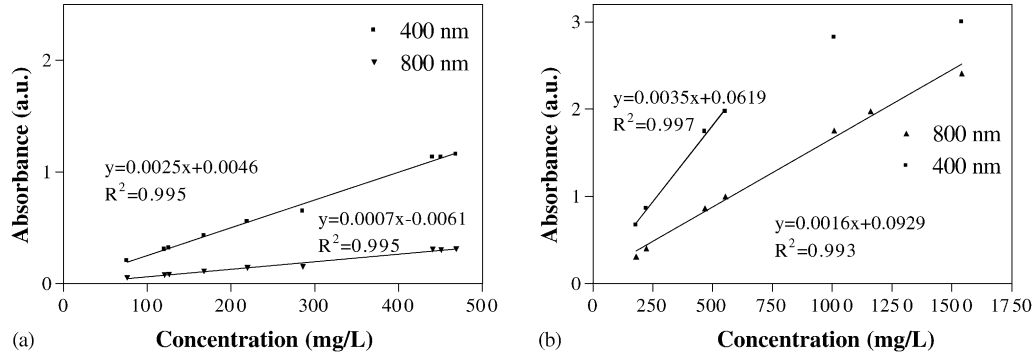 2
1
0
Absorbance (a.u.)
400 nm
800 nm
y=0.0025x+0.0046
R²=0.995
y=0.0007x-0.0061
R²=0.995
0 100 200 300 400 500
(a) Concentration (mg/L)
3
2
1
0
Absorbance (a.u.)
y=0.0035x+0.0619
R²=0.997
800 nm
400 nm
y=0.0016x+0.0929
R²=0.993
0 250 500 750 1000 1250 1500 1750
(b) Concentration (mg/L)